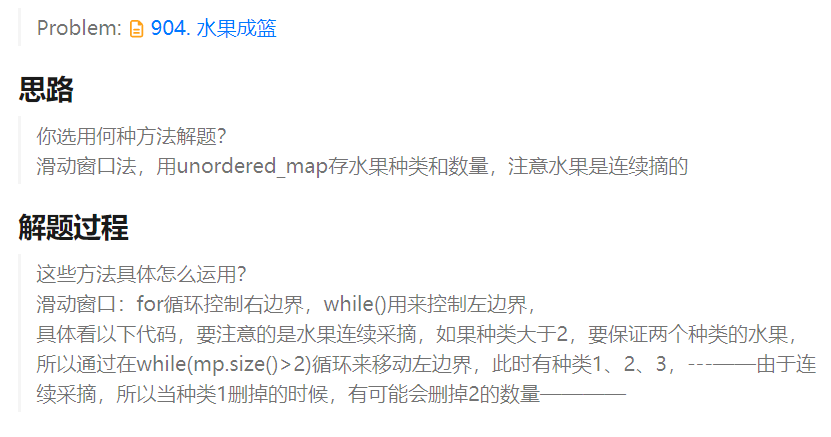 Problem: 904. 水果成篮
思路
你选用何种方法解题？
滑动窗口法，用unordered_map存水果种类和数量，注意水果是连续摘的
解题过程
这些方法具体怎么运用？
滑动窗口：for循环控制右边界，while()用来控制左边界，
具体看以下代码，要注意的是水果连续采摘，如果种类大于2，要保证两个种类的水果，
所以通过在while(mp.size()>2)循环来移动左边界，此时有种类1、2、3，---——由于连
续采摘，所以当种类1删掉的时候，有可能会删掉2的数量————